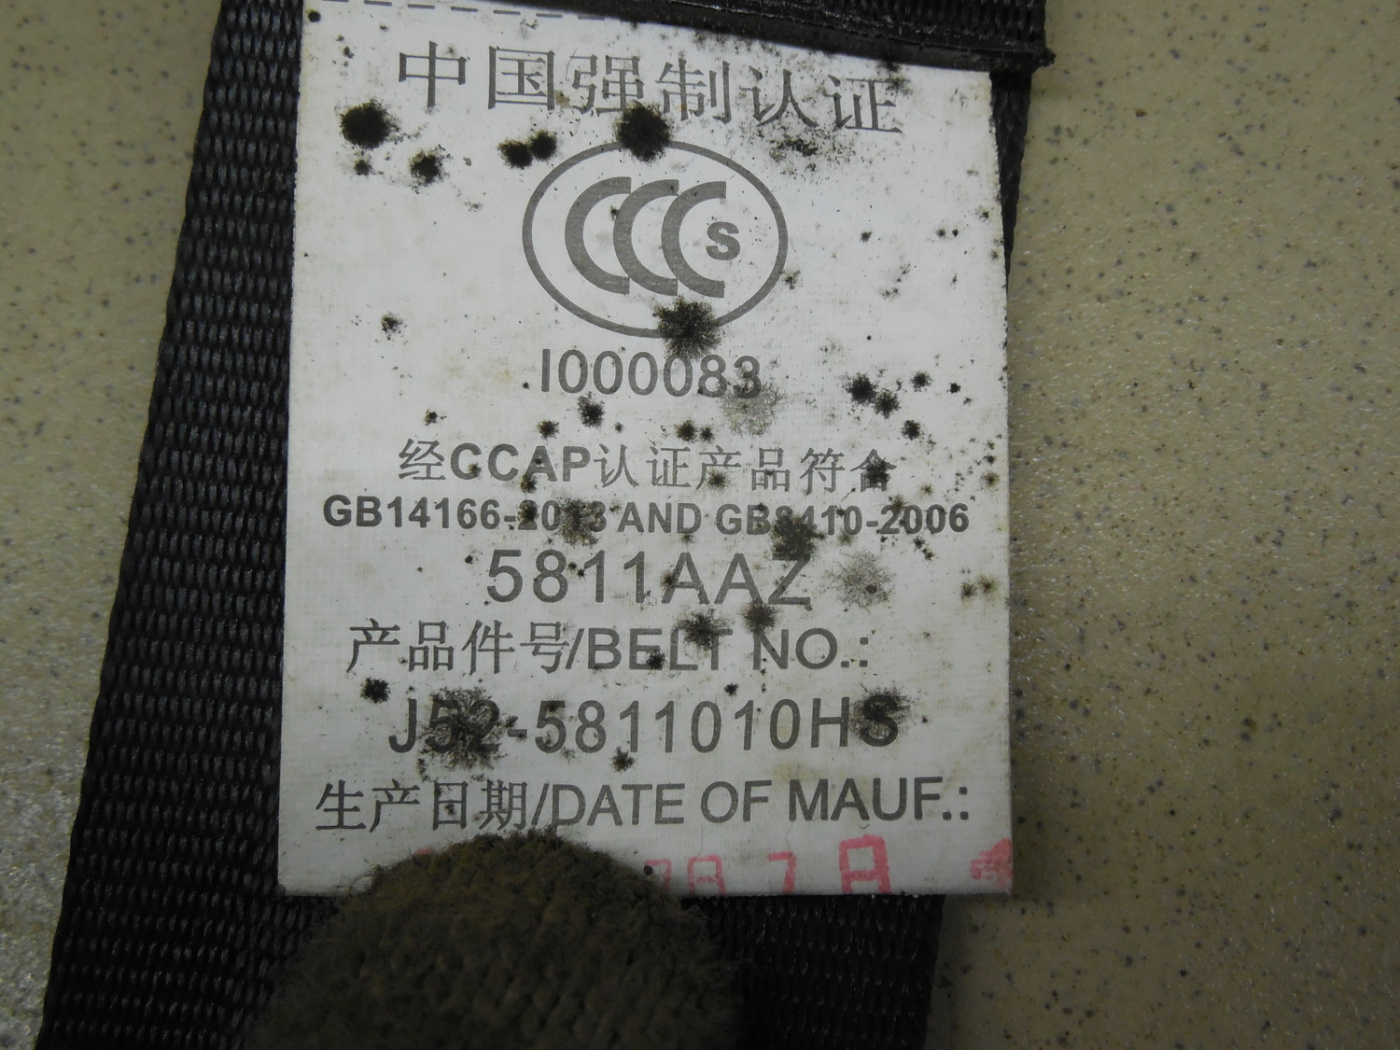 中国强制认证
CCC S
I000083
经CCAP认证产品符合
GB14166-2013 AND GB8410-2006
5811AAZ
产品件号/BELT NO.:
J52-5811010HS
生产日期/DATE OF MAUF.: